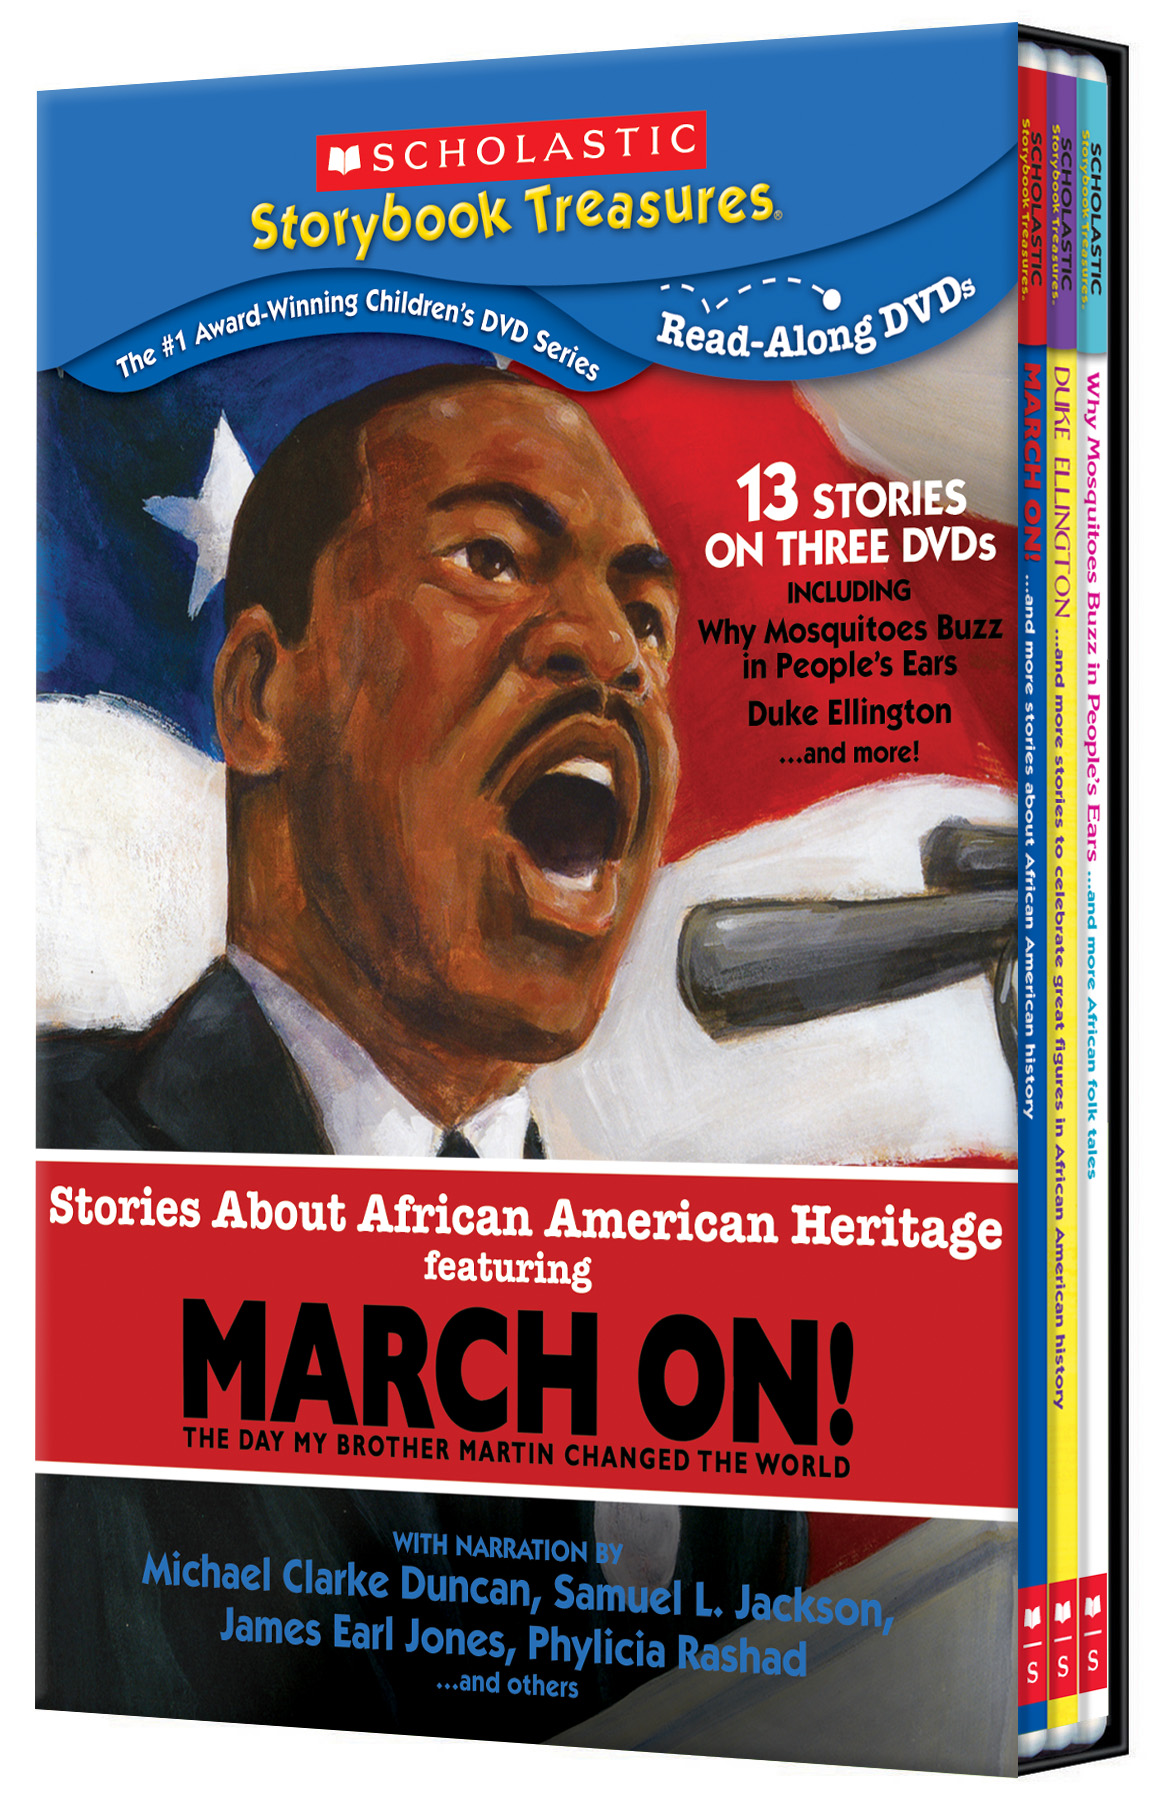 SCHOLASTIC
Storybook Treasures®
The #1 Award-Winning Children's DVD Series
Read-Along DVDs
13 STORIES
ON THREE DVDs
INCLUDING
Why Mosquitoes Buzz
in People's Ears
Duke Ellington
...and more!
Stories About African American Heritage
featuring
MARCH ON!
THE DAY MY BROTHER MARTIN CHANGED THE WORLD
WITH NARRATION BY
Michael Clarke Duncan, Samuel L. Jackson,
James Earl Jones, Phylicia Rashad
...and others
SCHOLASTIC
Storybook Treasures®
MARCH ON! ...and more stories about African American history
S
SCHOLASTIC
Storybook Treasures®
DUKE ELLINGTON ...and more stories to celebrate great figures in African American history
S
SCHOLASTIC
Storybook Treasures®
Why Mosquitoes Buzz in People's Ears ...and more African folk tales
S